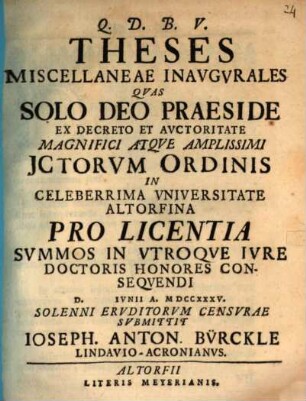 24
Q. D. B. V.
THESES
MISCELLANEAE INAVGVRALES
QVAS
SOLO DEO PRAESIDE
EX DECRETO ET AVCTORITATE
MAGNIFICI ATQVE AMPLISSIMI
JCTORVM ORDINIS
IN
CELEBERRIMA VNIVERSITATE
ALTORFINA
PRO LICENTIA
SVMMOS IN VTROQVE IVRE
DOCTORIS HONORES CON-
SEQVENDI
D. IVNII A. MDCCXXXV.
SOLENNI ERVDITORVM CENSVRAE
SVBMITTIT
IOSEPH. ANTON. BÜRCKLE
LINDAVIO-ACRONIANVS.
ALTORFII
LITERIS MEYERIANIS.